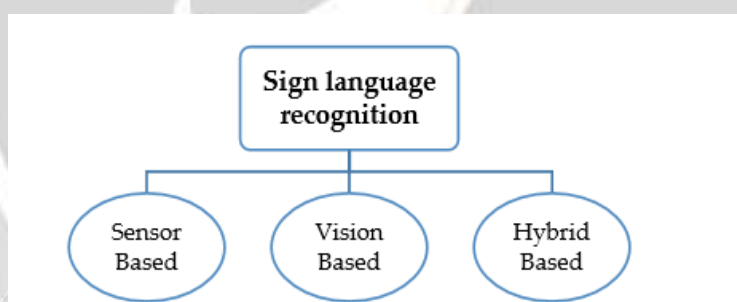 Sign language
recognition
Sensor
Based
Vision
Based
Hybrid
Based